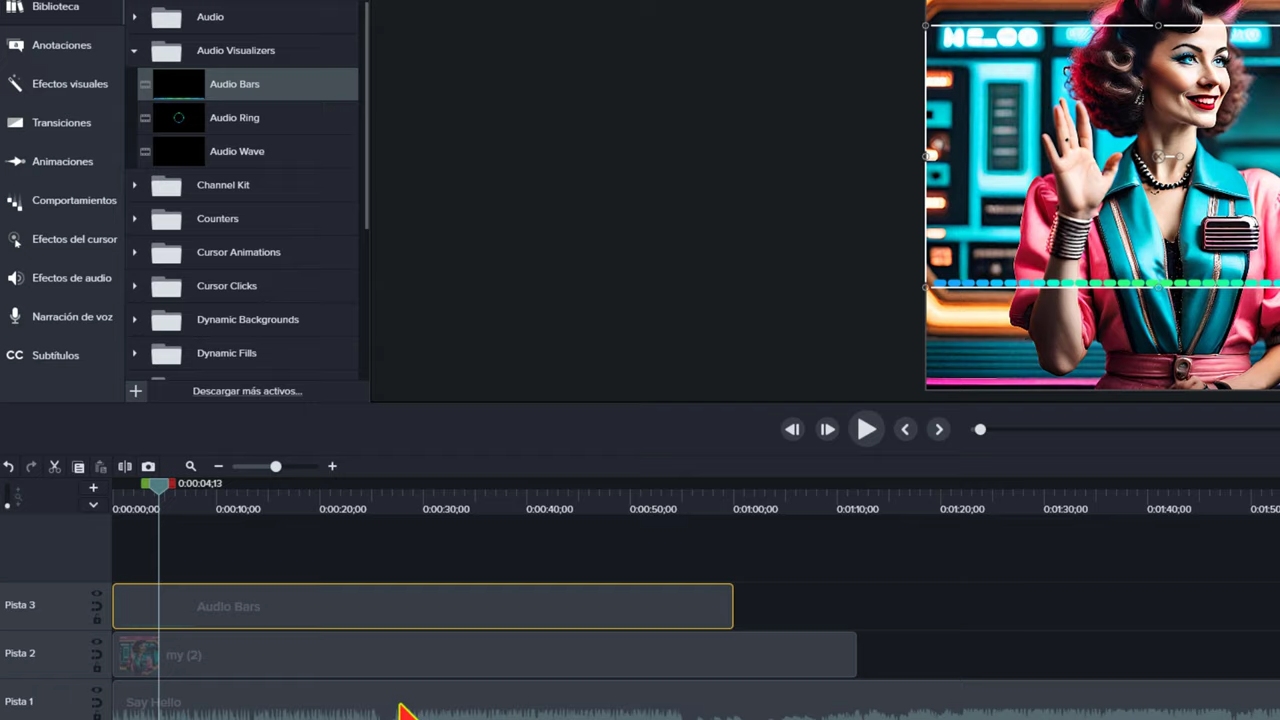 Biblioteca
Anotaciones
Efectos visuales
Transiciones
Animaciones
Comportamientos
Efectos del cursor
Efectos de audio
Narración de voz
CC Subtítulos
Audio
Audio Visualizers
Audio Bars
Audio Ring
Audio Wave
Channel Kit
Counters
Cursor Animations
Cursor Clicks
Dynamic Backgrounds
Dynamic Fills
Descargar más activos...
0:00:04;13
0:00:00;00
0:00:10;00
0:00:20;00
0:00:30;00
0:00:40;00
0:00:50;00
0:01:00;00
0:01:10;00
0:01:20;00
0:01:30;00
0:01:40;00
Pista 3
Audio Bars
Pista 2
my (2)
Pista 1
Say Hello